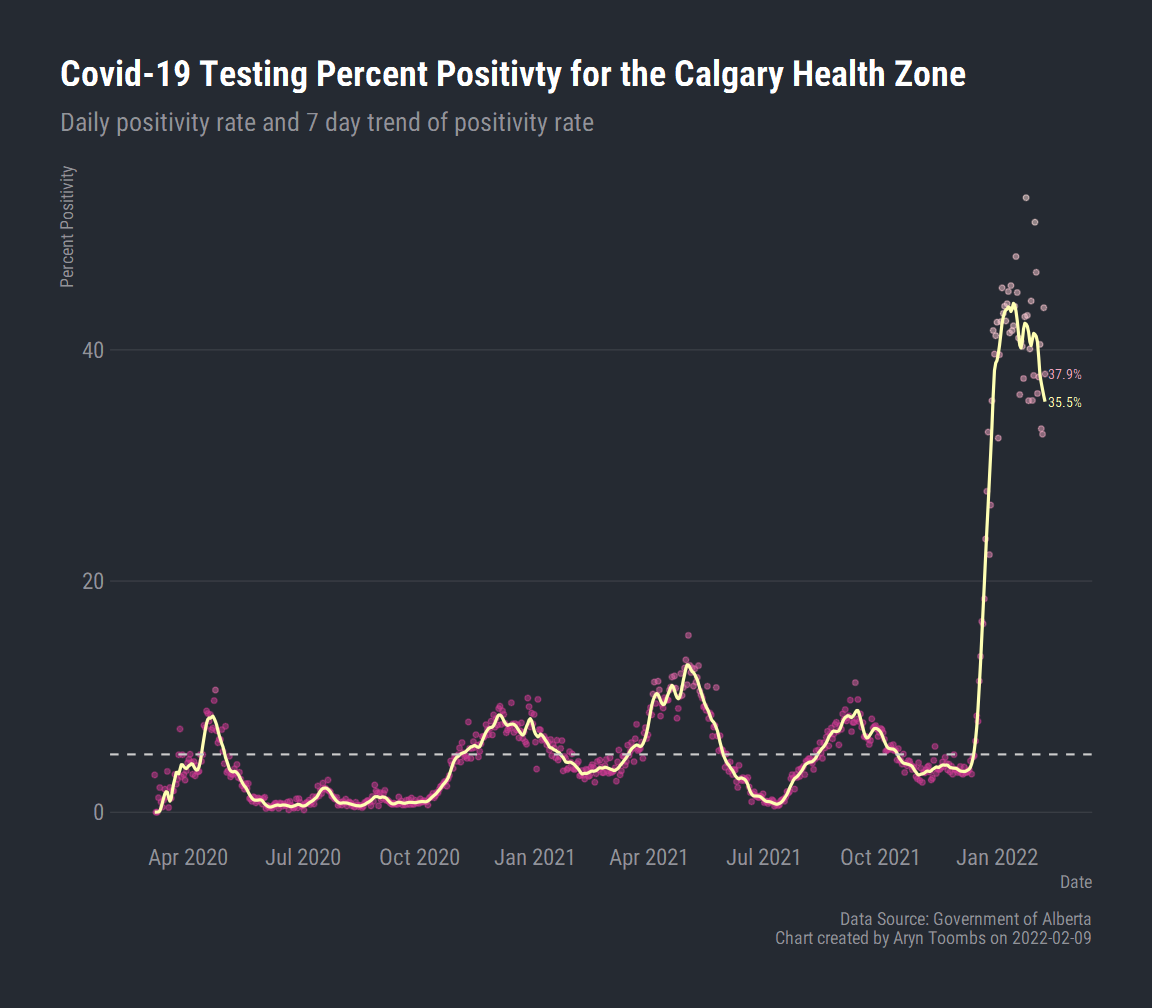 Covid-19 Testing Percent Positivty for the Calgary Health Zone
Daily positivity rate and 7 day trend of positivity rate
Percent Positivity
40
37.9%
35.5%
20
0
Apr 2020 Jul 2020 Oct 2020 Jan 2021 Apr 2021 Jul 2021 Oct 2021 Jan 2022
Date
Data Source: Government of Alberta
Chart created by Aryn Toombs on 2022-02-09